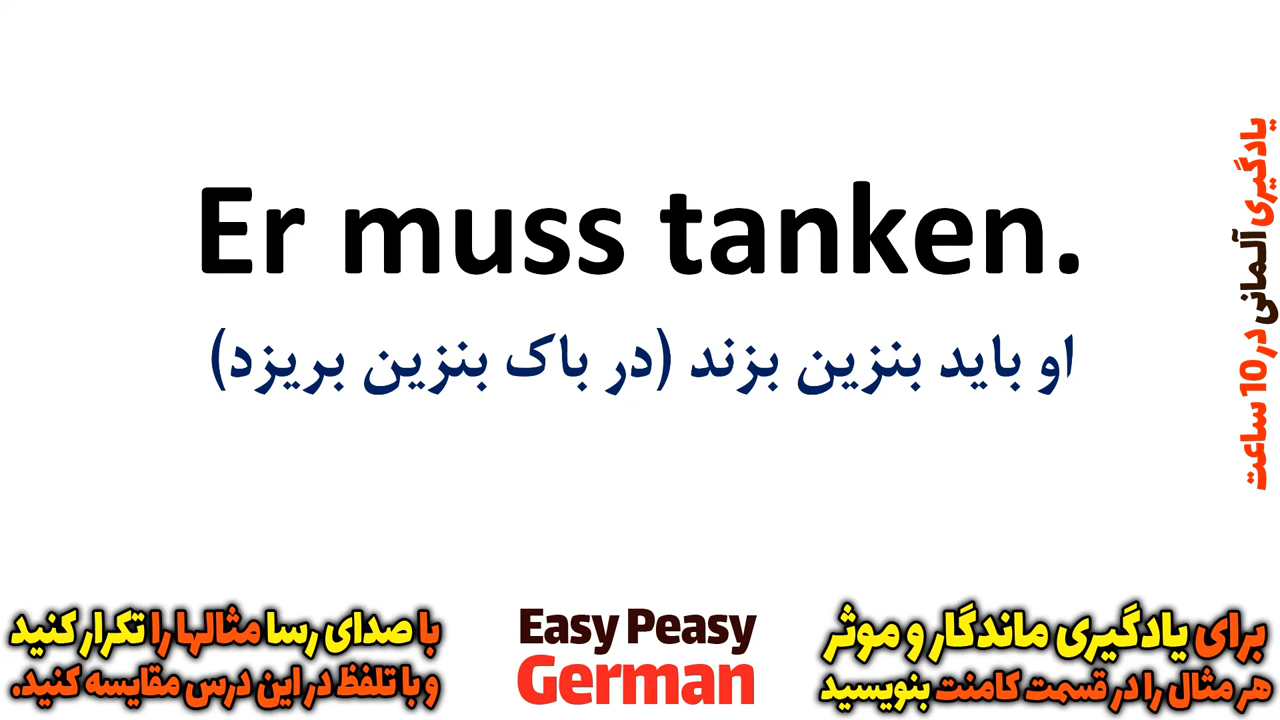 Er muss tanken.
او باید بنزین بزند (در باک بنزین بریزد)
یادگیری آلمانی در 10 ساعت
برای یادگیری ماندگار و موثر
هر مثال را در قسمت کامنت بنویسید
Easy Peasy
German
با صدای رسا مثالها را تکرار کنید
و با تلفظ در این درس مقایسه کنید.